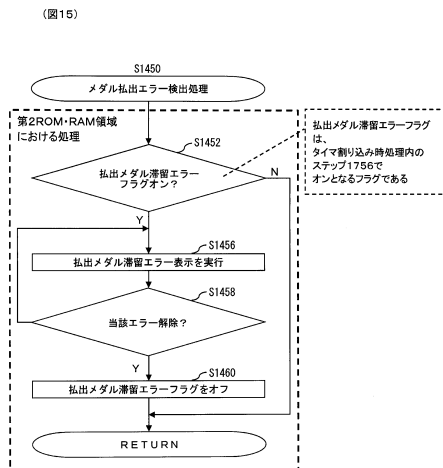 (図15)
S1450
メダル払出エラー検出処理
第2ROM・RAM領域
における処理
S1452
払出メダル滞留エラー
フラグオン?
N
払出メダル滞留エラーフラグ
は、
タイマ割り込み時処理内の
ステップ1756で
オンとなるフラグである
Y
S1456
払出メダル滞留エラー表示を実行
S1458
当該エラー解除?
Y
S1460
払出メダル滞留エラーフラグをオフ
RETURN